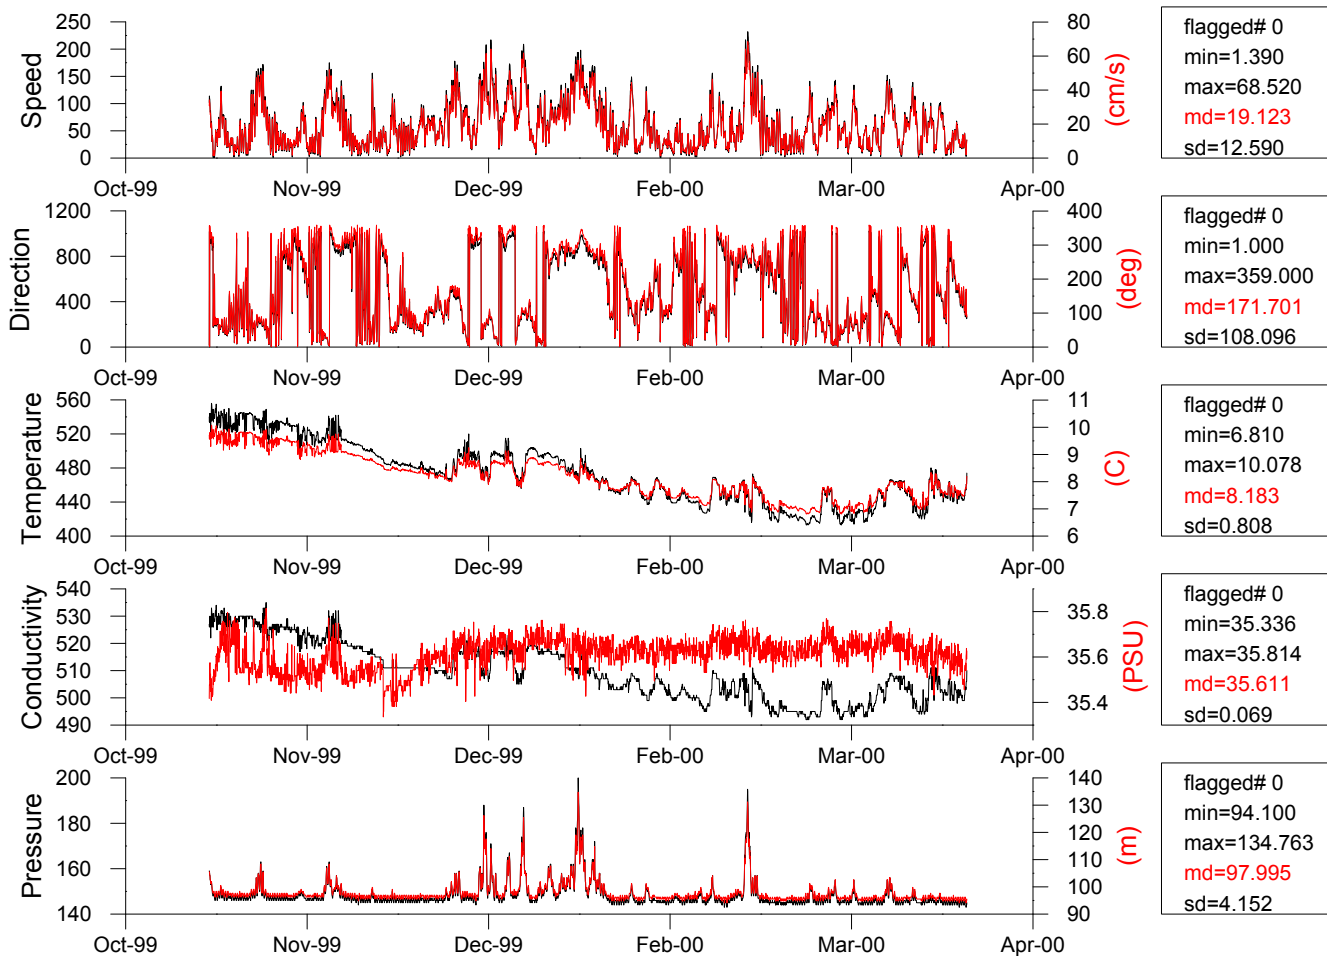 Speed
250
200
150
100
50
0
80
60
40
20
0
(cm/s)
Oct-99 Nov-99 Dec-99 Feb-00 Mar-00 Apr-00
flagged# 0
min=1.390
max=68.520
md=19.123
sd=12.590
Direction
1200
800
400
0
400
300
200
100
0
(deg)
Oct-99 Nov-99 Dec-99 Feb-00 Mar-00 Apr-00
flagged# 0
min=1.000
max=359.000
md=171.701
sd=108.096
Temperature
560
520
480
440
400
11
10
9
8
7
6
(C)
Oct-99 Nov-99 Dec-99 Feb-00 Mar-00 Apr-00
flagged# 0
min=6.810
max=10.078
md=8.183
sd=0.808
Conductivity
540
530
520
510
500
490
35.8
35.6
35.4
(PSU)
Oct-99 Nov-99 Dec-99 Feb-00 Mar-00 Apr-00
flagged# 0
min=35.336
max=35.814
md=35.611
sd=0.069
Pressure
200
180
160
140
140
130
120
110
100
90
(m)
Oct-99 Nov-99 Dec-99 Feb-00 Mar-00 Apr-00
flagged# 0
min=94.100
max=134.763
md=97.995
sd=4.152